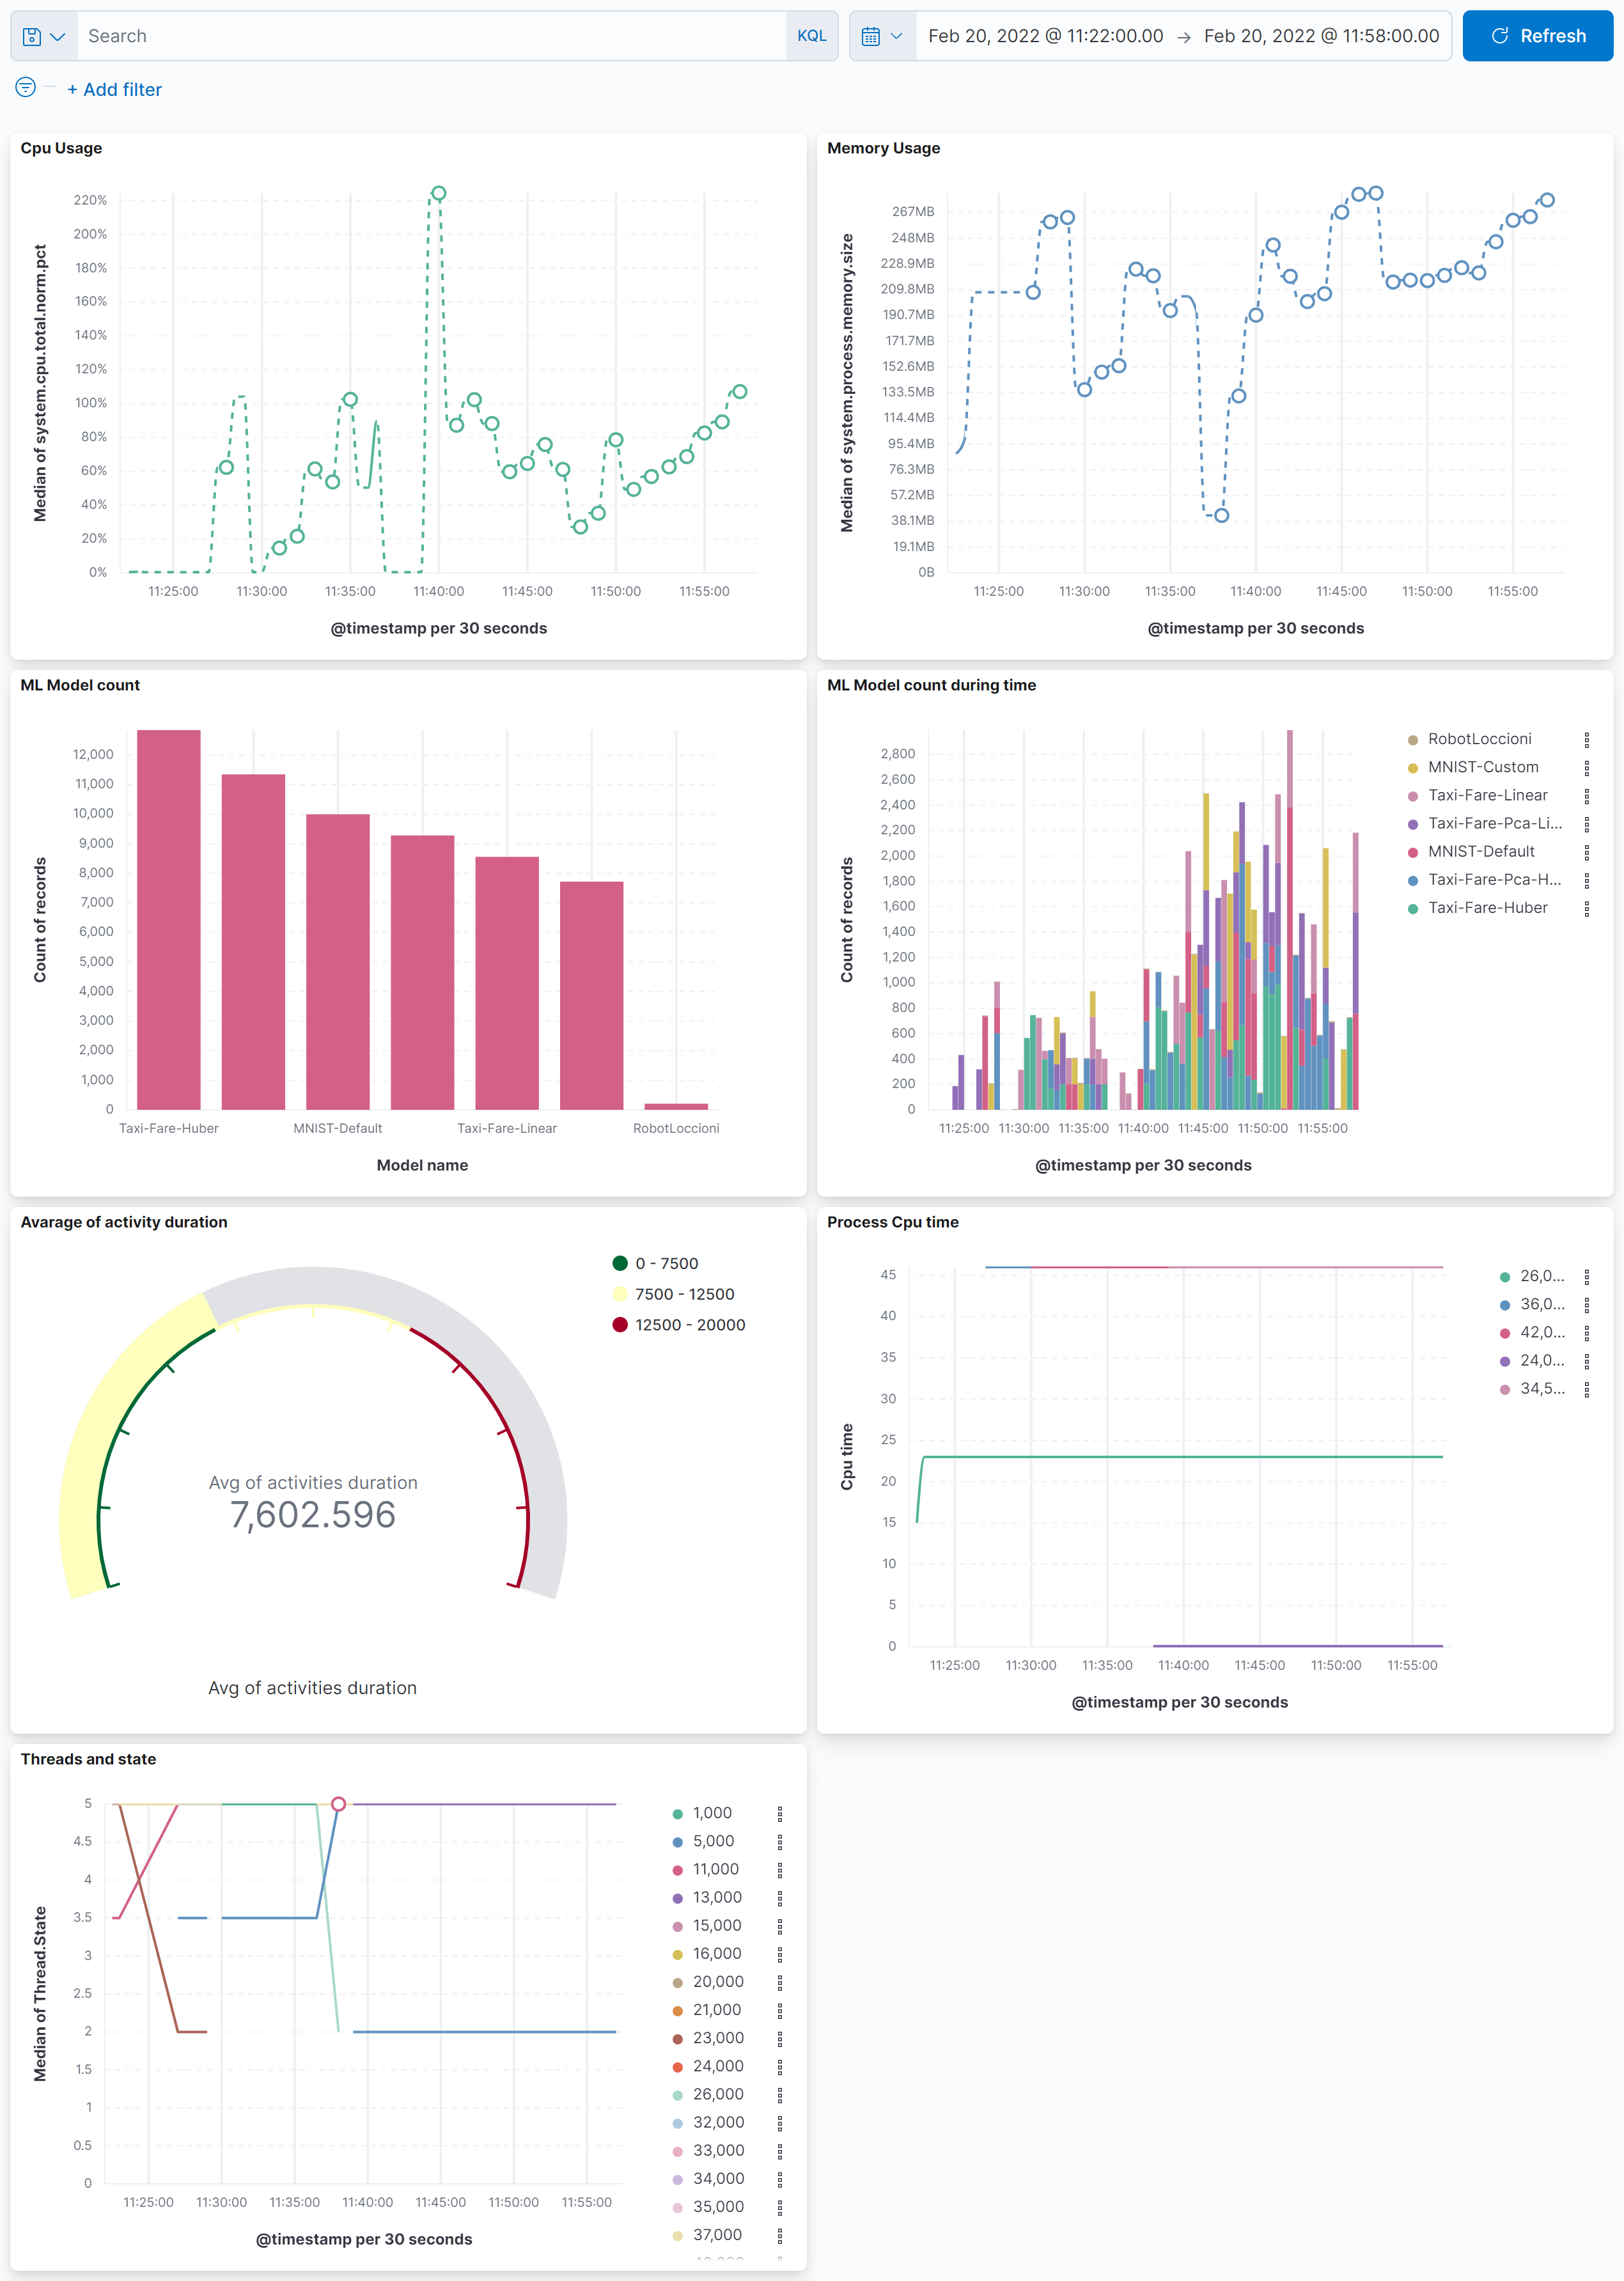 Search KQL Feb 20, 2022 @ 11:22:00.00 → Feb 20, 2022 @ 11:58:00.00 Refresh
+ Add filter
Cpu Usage
Median of system.cpu.total.norm.pct
220%
200%
180%
160%
140%
120%
100%
80%
60%
40%
20%
0%
11:25:00 11:30:00 11:35:00 11:40:00 11:45:00 11:50:00 11:55:00
@timestamp per 30 seconds
Memory Usage
Median of system.process.memory.size
267MB
248MB
228.9MB
209.8MB
190.7MB
171.7MB
152.6MB
133.5MB
114.4MB
95.4MB
76.3MB
57.2MB
38.1MB
19.1MB
0B
11:25:00 11:30:00 11:35:00 11:40:00 11:45:00 11:50:00 11:55:00
@timestamp per 30 seconds
ML Model count
Count of records
12,000
11,000
10,000
9,000
8,000
7,000
6,000
5,000
4,000
3,000
2,000
1,000
0
Taxi-Fare-Huber MNIST-Default Taxi-Fare-Linear RobotLoccioni
Model name
ML Model count during time
Count of records
2,800
2,600
2,400
2,200
2,000
1,800
1,600
1,400
1,200
1,000
800
600
400
200
0
11:25:00 11:30:00 11:35:00 11:40:00 11:45:00 11:50:00 11:55:00
@timestamp per 30 seconds
RobotLoccioni
MNIST-Custom
Taxi-Fare-Linear
Taxi-Fare-Pca-Li...
MNIST-Default
Taxi-Fare-Pca-H...
Taxi-Fare-Huber
Avarage of activity duration
0 - 7500
7500 - 12500
12500 - 20000
Avg of activities duration
7,602.596
Avg of activities duration
Process Cpu time
Cpu time
45
40
35
30
25
20
15
10
5
0
11:25:00 11:30:00 11:35:00 11:40:00 11:45:00 11:50:00 11:55:00
@timestamp per 30 seconds
26,0...
36,0...
42,0...
24,0...
34,5...
Threads and state
Median of Thread.State
5
4.5
4
3.5
3
2.5
2
1.5
1
0.5
0
11:25:00 11:30:00 11:35:00 11:40:00 11:45:00 11:50:00 11:55:00
@timestamp per 30 seconds
1,000
5,000
11,000
13,000
15,000
16,000
20,000
21,000
23,000
24,000
26,000
32,000
33,000
34,000
35,000
37,000